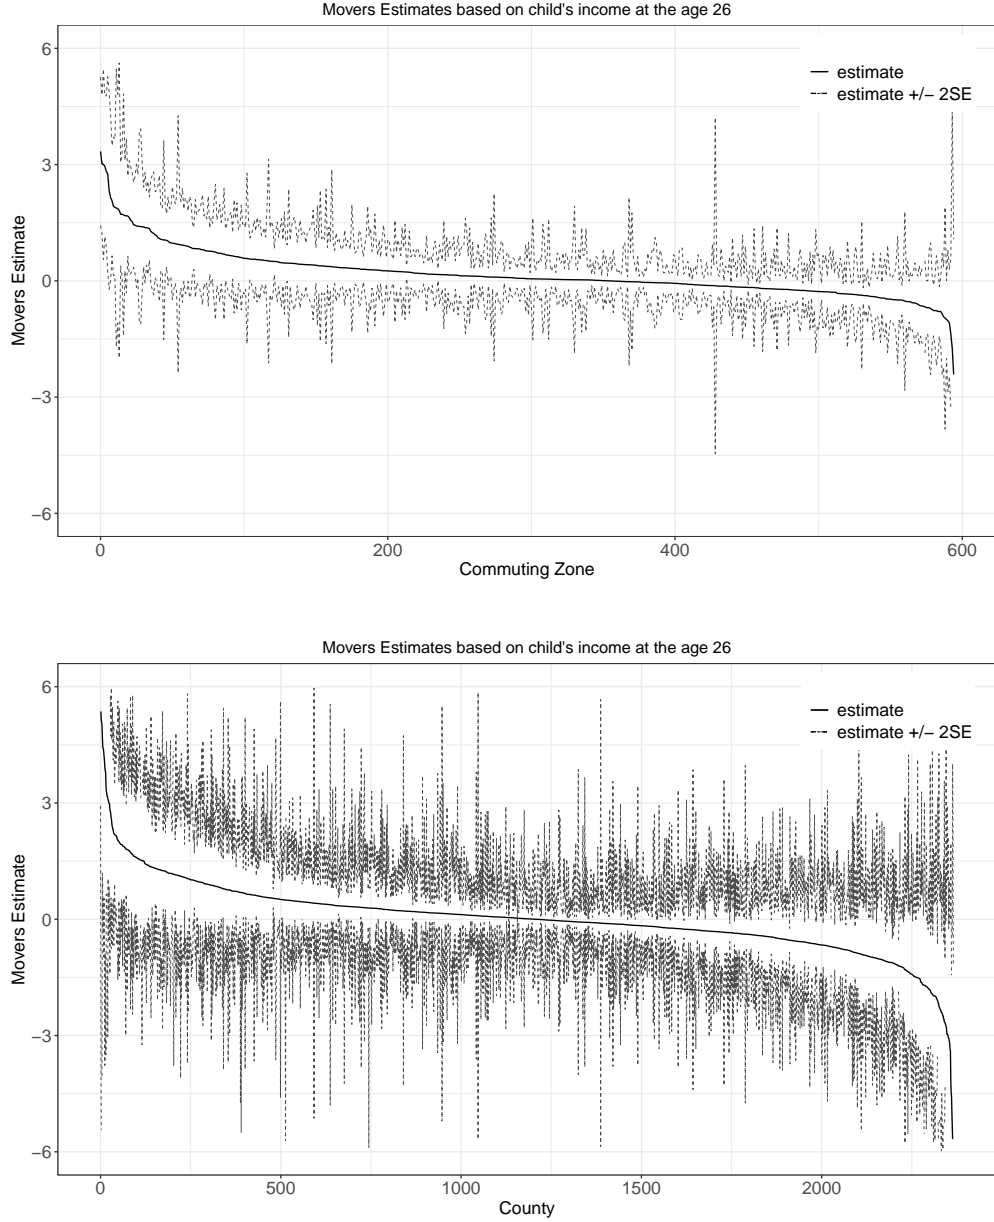 Movers Estimates based on child's income at the age 26
6
estimate
estimate +/− 2SE
3
Movers Estimate
0
−3
−6
0 200 400 600
Commuting Zone
Movers Estimates based on child's income at the age 26
6
estimate
estimate +/− 2SE
3
Movers Estimate
0
−3
−6
0 500 1000 1500 2000
County